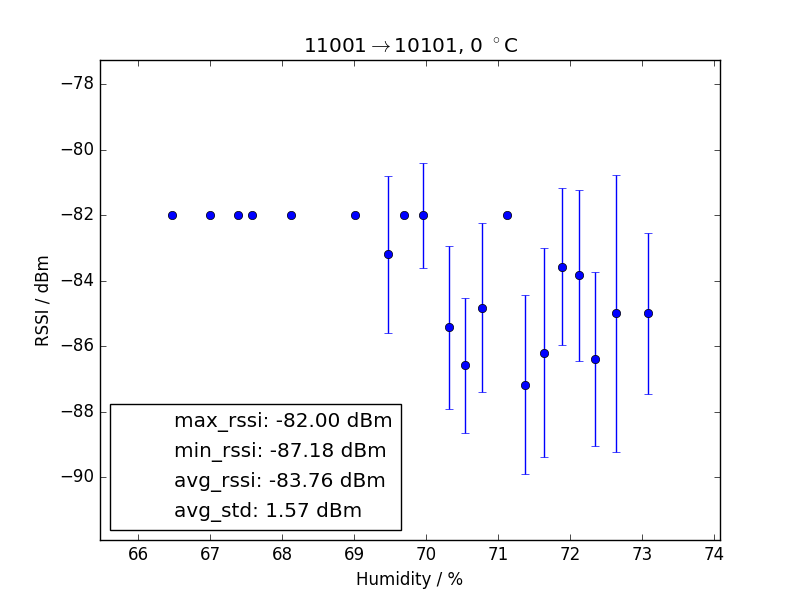 11001→10101, 0 °C
−78
−80
−82
−84
−86
−88
−90
RSSI / dBm
max_rssi: -82.00 dBm
min_rssi: -87.18 dBm
avg_rssi: -83.76 dBm
avg_std: 1.57 dBm
66 67 68 69 70 71 72 73 74
Humidity / %